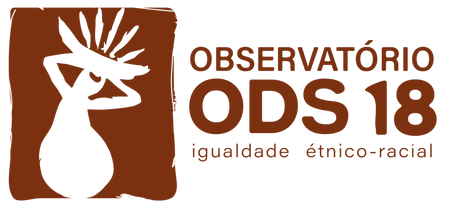 OBSERVATÓRIO
ODS 18
igualdade étnico-racial